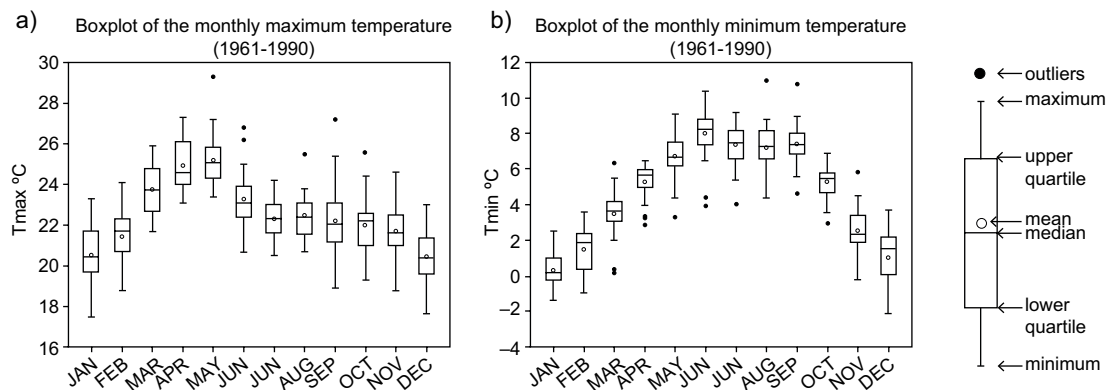 a)
Boxplot of the monthly maximum temperature
(1961-1990)
30
28
26
24
22
20
18
16
Tmax ºC
JAN
FEB
MAR
APR
MAY
JUN
JUN
AUG
SEP
OCT
NOV
DEC
b)
Boxplot of the monthly minimum temperature
(1961-1990)
12
10
8
6
4
2
0
–2
–4
Tmin ºC
JAN
FEB
MAR
APR
MAY
JUN
JUN
AUG
SEP
OCT
NOV
DEC
outliers
maximum
upper
quartile
mean
median
lower
quartile
minimum